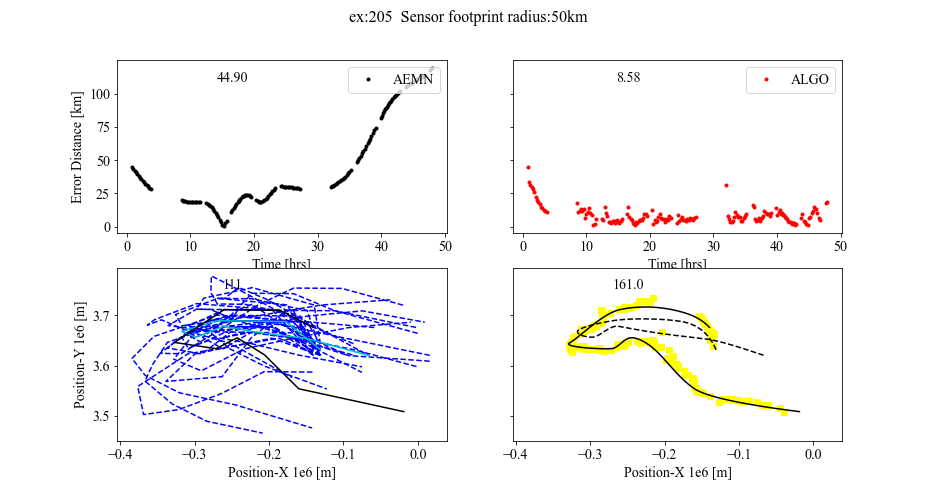 ex:205 Sensor footprint radius:50km
44.90
AEMN
8.58
ALGO
Error Distance [km]
100
75
50
25
0
0 10 20 30 40 50
0 10 20 30 40 50
Time [hrs]
Time [hrs]
111
161.0
Position-Y 1e6 [m]
3.7
3.6
3.5
−0.4 −0.3 −0.2 −0.1 0.0
−0.4 −0.3 −0.2 −0.1 0.0
Position-X 1e6 [m]
Position-X 1e6 [m]